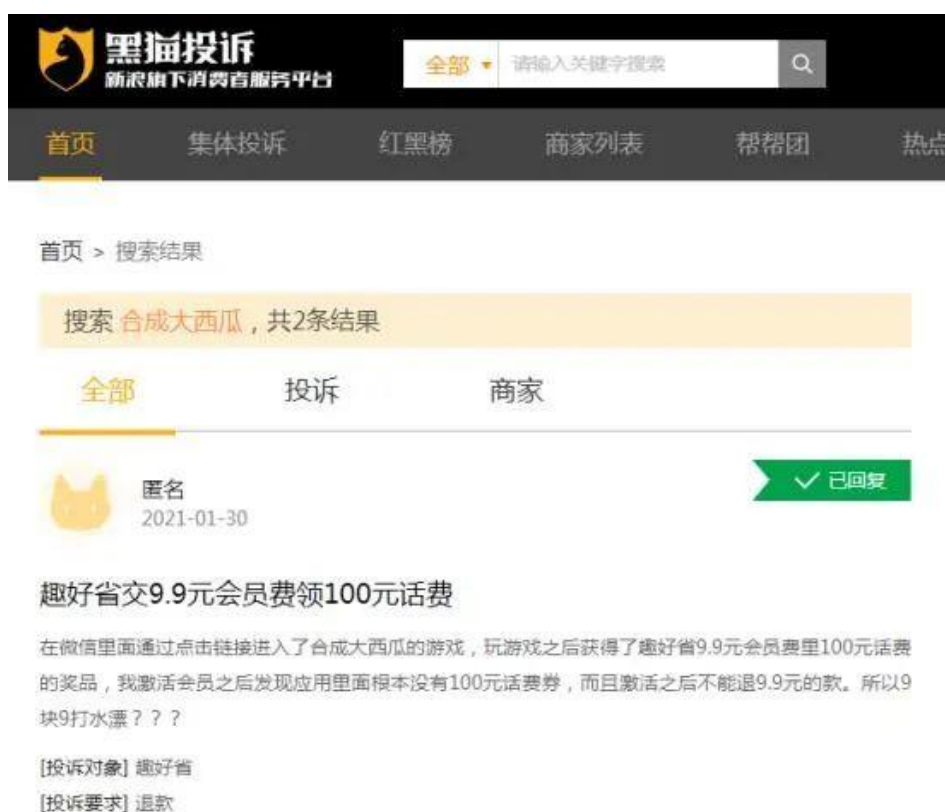 黑猫投诉
新浪旗下消费者服务平台
全部 请输入关键字搜索
首页 集体投诉 红黑榜 商家列表 帮帮团 热点
首页 > 搜索结果
搜索 合成大西瓜，共2条结果
全部 投诉 商家
匿名
已回复
2021-01-30
趣好省交9.9元会员费领100元话费
在微信里面通过点击链接进入了合成大西瓜的游戏，玩游戏之后获得了趣好省9.9元会员费里100元话费
的奖品，我激活会员之后发现应用里面根本没有100元话费券，而且激活之后不能退9.9元的款。所以9
块9打水漂？？？
[投诉对象] 趣好省
[投诉要求] 退款